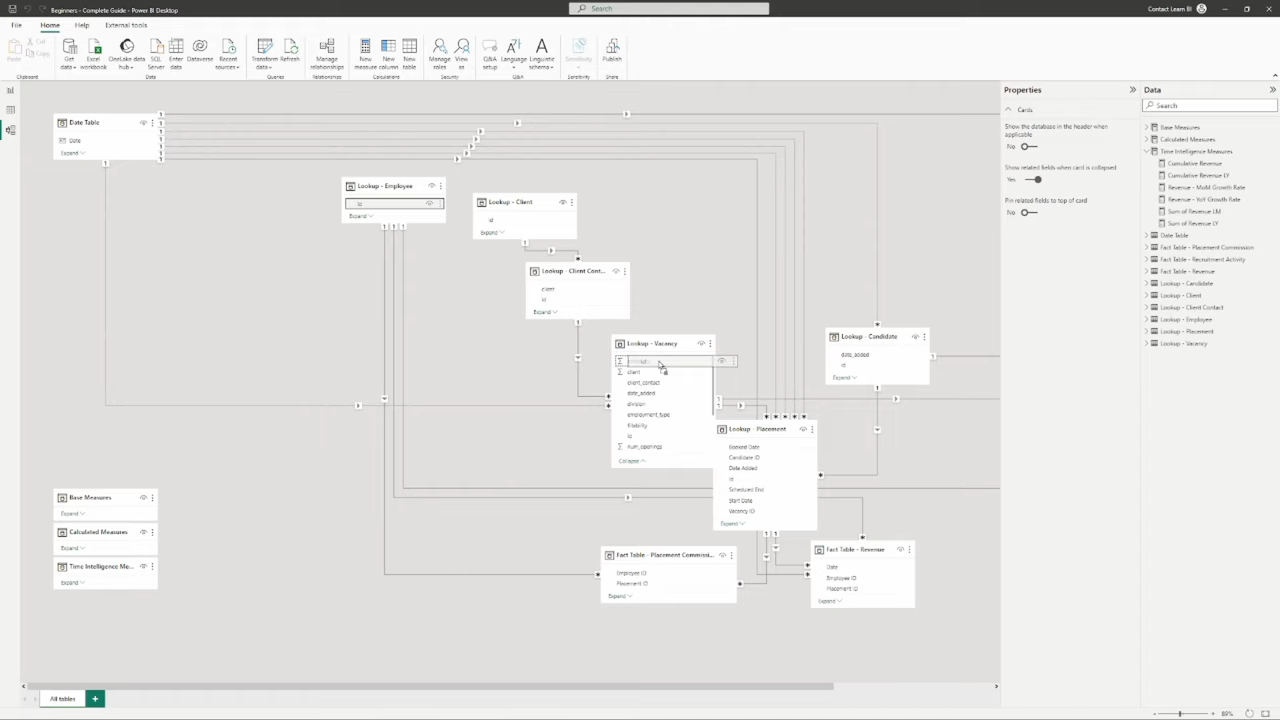 Beginners - Complete Guide - Power BI Desktop
Search
Contact Learn BI
File
Home
Help
External tools
Paste
Cut
Copy
Get data
Excel workbook
OneLake data hub
SQL Server
Enter data
Dataverse
Recent sources
Transform data
Refresh
Manage relationships
New measure
New column
New table
Manage roles
View as
Q&A setup
Language
Linguistic schema
Sensitivity
Publish
Clipboard
Data
Queries
Relationships
Calculations
Security
Q&A
Sensitivity
Share
Date Table
Date
Expand
Lookup - Employee
id
Expand
Lookup - Client
id
Expand
Lookup - Client Cont...
client
id
Expand
Lookup - Vacancy
client
client_contact
date_added
division
employment_type
fillability
id
num_openings
Collapse
Lookup - Candidate
date_added
id
Expand
Lookup - Placement
Booked Date
Candidate ID
Date Added
id
Scheduled End
Start Date
Vacancy ID
Expand
Base Measures
Expand
Calculated Measures
Expand
Time Intelligence Me...
Expand
Fact Table - Placement Commissi...
Employee ID
Placement ID
Expand
Fact Table - Revenue
Date
Employee ID
Placement ID
Expand
Properties
Cards
Show the database in the header when
applicable
No
Show related fields when card is collapsed
Yes
Pin related fields to top of card
No
Data
Search
Base Measures
Calculated Measures
Time Intelligence Measures
Cumulative Revenue
Cumulative Revenue LY
Revenue - MoM Growth Rate
Revenue - YoY Growth Rate
Sum of Revenue LM
Sum of Revenue LY
Date Table
Fact Table - Placement Commission
Fact Table - Recruitment Activity
Fact Table - Revenue
Lookup - Candidate
Lookup - Client
Lookup - Client Contact
Lookup - Employee
Lookup - Placement
Lookup - Vacancy
All tables
89%